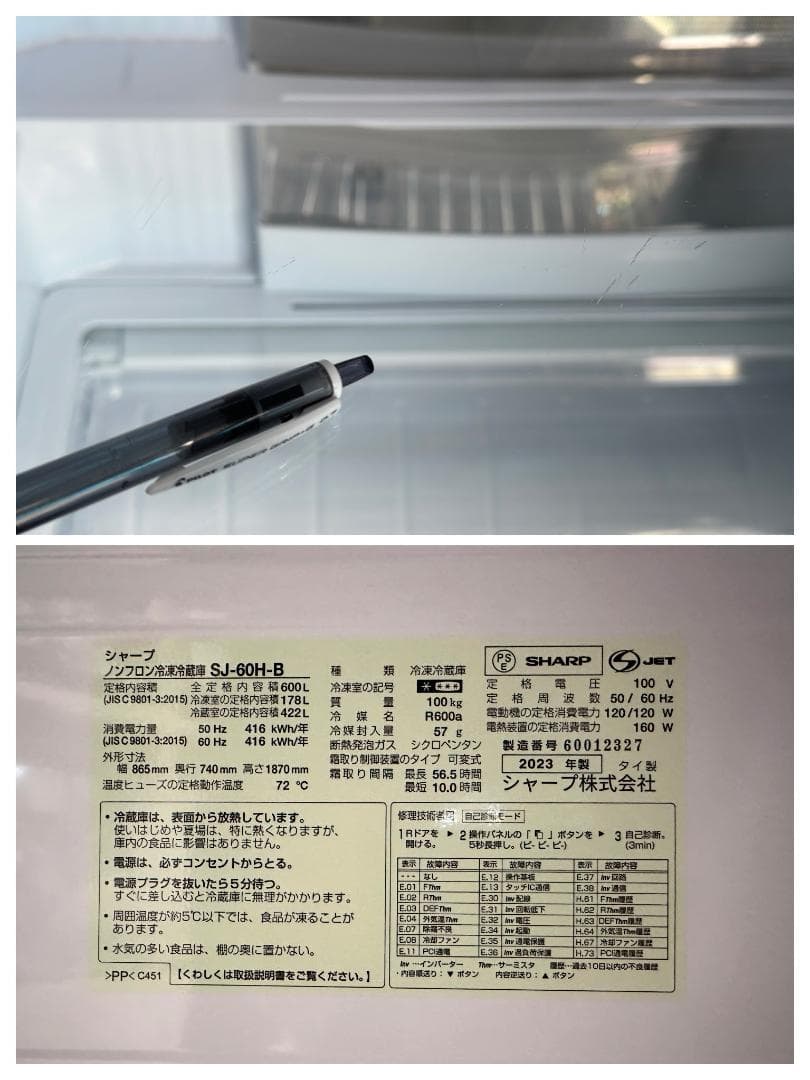 PILOT SUPER GRIP-G
シャープ
ノンフロン冷凍冷蔵庫 SJ-60H-B
定格内容積 全定格内容積 600L
(JIS C 9801-3:2015) 冷凍室の定格内容積 178L
冷蔵室の定格内容積 422L
消費電力量 50 Hz 416 kWh/年
(JIS C 9801-3:2015) 60 Hz 416 kWh/年
外形寸法
幅 865mm 奥行 740mm 高さ 1870mm
温度ヒューズの定格動作温度 72 ℃
種類 冷凍冷蔵庫
冷凍室の記号
質量 100kg
冷媒名 R600a
冷媒封入量 57 g
断熱発泡ガス シクロペンタン
霜取り制御装置のタイプ 可変式
霜取り間隔 最長 56.5 時間
最短 10.0 時間
PSE SHARP S JET
定格電圧 100 V
定格周波数 50/60 Hz
電動機の定格消費電力 120/120 W
電熱装置の定格消費電力 160 W
製造番号 60012327
2023 年製 タイ製
シャープ株式会社
・冷蔵庫は、表面から放熱しています。
使いはじめや夏場は、特に熱くなりますが、
庫内の食品に影響はありません。
・電源は、必ずコンセントからとる。
・電源プラグを抜いたら5分待つ。
すぐに差し込むと冷蔵庫に無理がかかります。
・周囲温度が約5℃以下では、食品が凍ることが
あります。
・水気の多い食品は、棚の奥に置かない。
>PP< C451 【くわしくは取扱説明書をご覧ください。】
修理技術者用 自己診断モード
1 Rドアを開ける。 ▶ 2 操作パネルの「」ボタンを5秒長押し。(ピ- ピ- ピ-) ▶ 3 自己診断。(3min)
表示 故障内容 表示 故障内容 表示 故障内容
--- なし E.12 操作基板 E.37 Inv 回路
E.01 FThm E.13 タッチIC通信 E.38 Inv 通信
E.02 RThm E.30 Inv 配線 H.61 FThm履歴
E.03 DEFThm E.31 Inv 回転低下 H.62 RThm履歴
E.04 外気温Thm E.32 Inv 電圧 H.63 DEFThm履歴
E.07 除霜不良 E.34 Inv 起動 H.64 外気温Thm履歴
E.08 冷却ファン E.35 Inv 過電保護 H.67 冷却ファン履歴
E.11 PCI過電 E.36 Inv 過負荷保護 H.73 PCI過電履歴
Inv …インバーター Thm…サーミスタ 履歴…過去10日以内の不良履歴
・内容順送り：▼ ボタン 内容逆送り：▲ ボタン